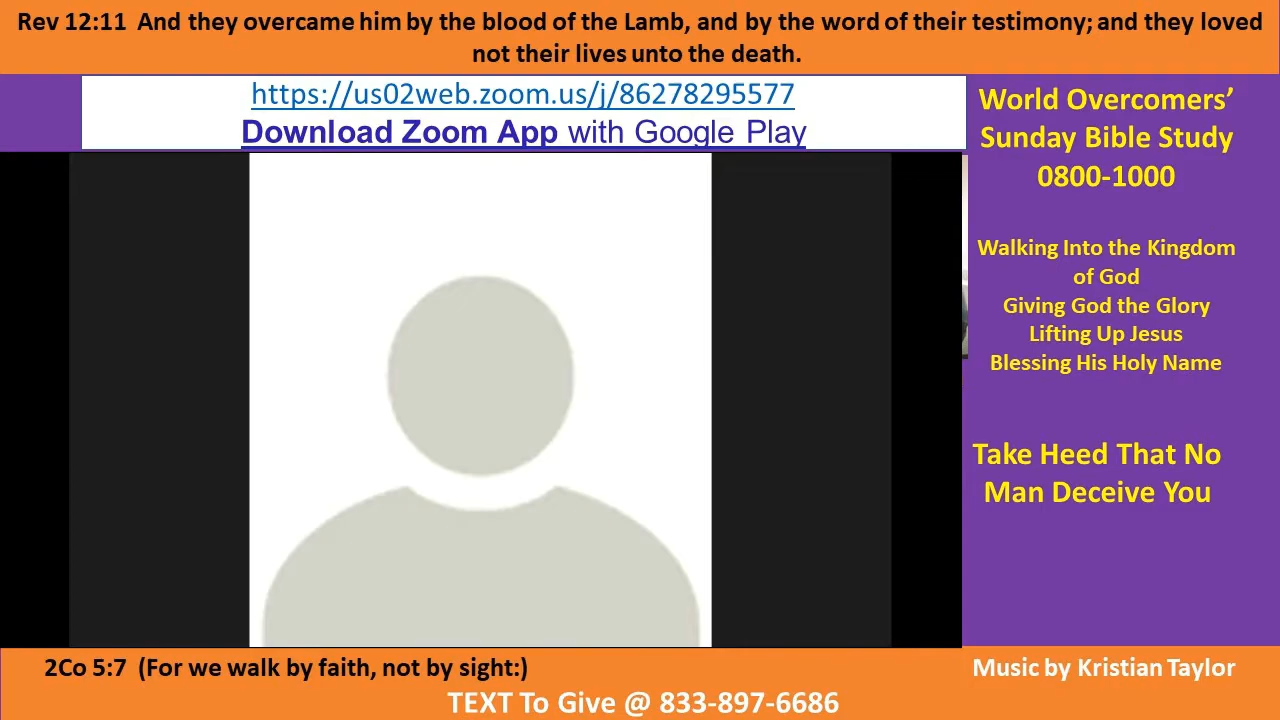 Rev 12:11  And they overcame him by the blood of the Lamb, and by the word of their testimony; and they loved
not their lives unto the death.
https://us02web.zoom.us/j/86278295577
Download Zoom App with Google Play
World Overcomers’
Sunday Bible Study
0800-1000
Walking Into the Kingdom
of God
Giving God the Glory
Lifting Up Jesus
Blessing His Holy Name
Take Heed That No
Man Deceive You
2Co 5:7  (For we walk by faith, not by sight:)
Music by Kristian Taylor
TEXT To Give @ 833-897-6686